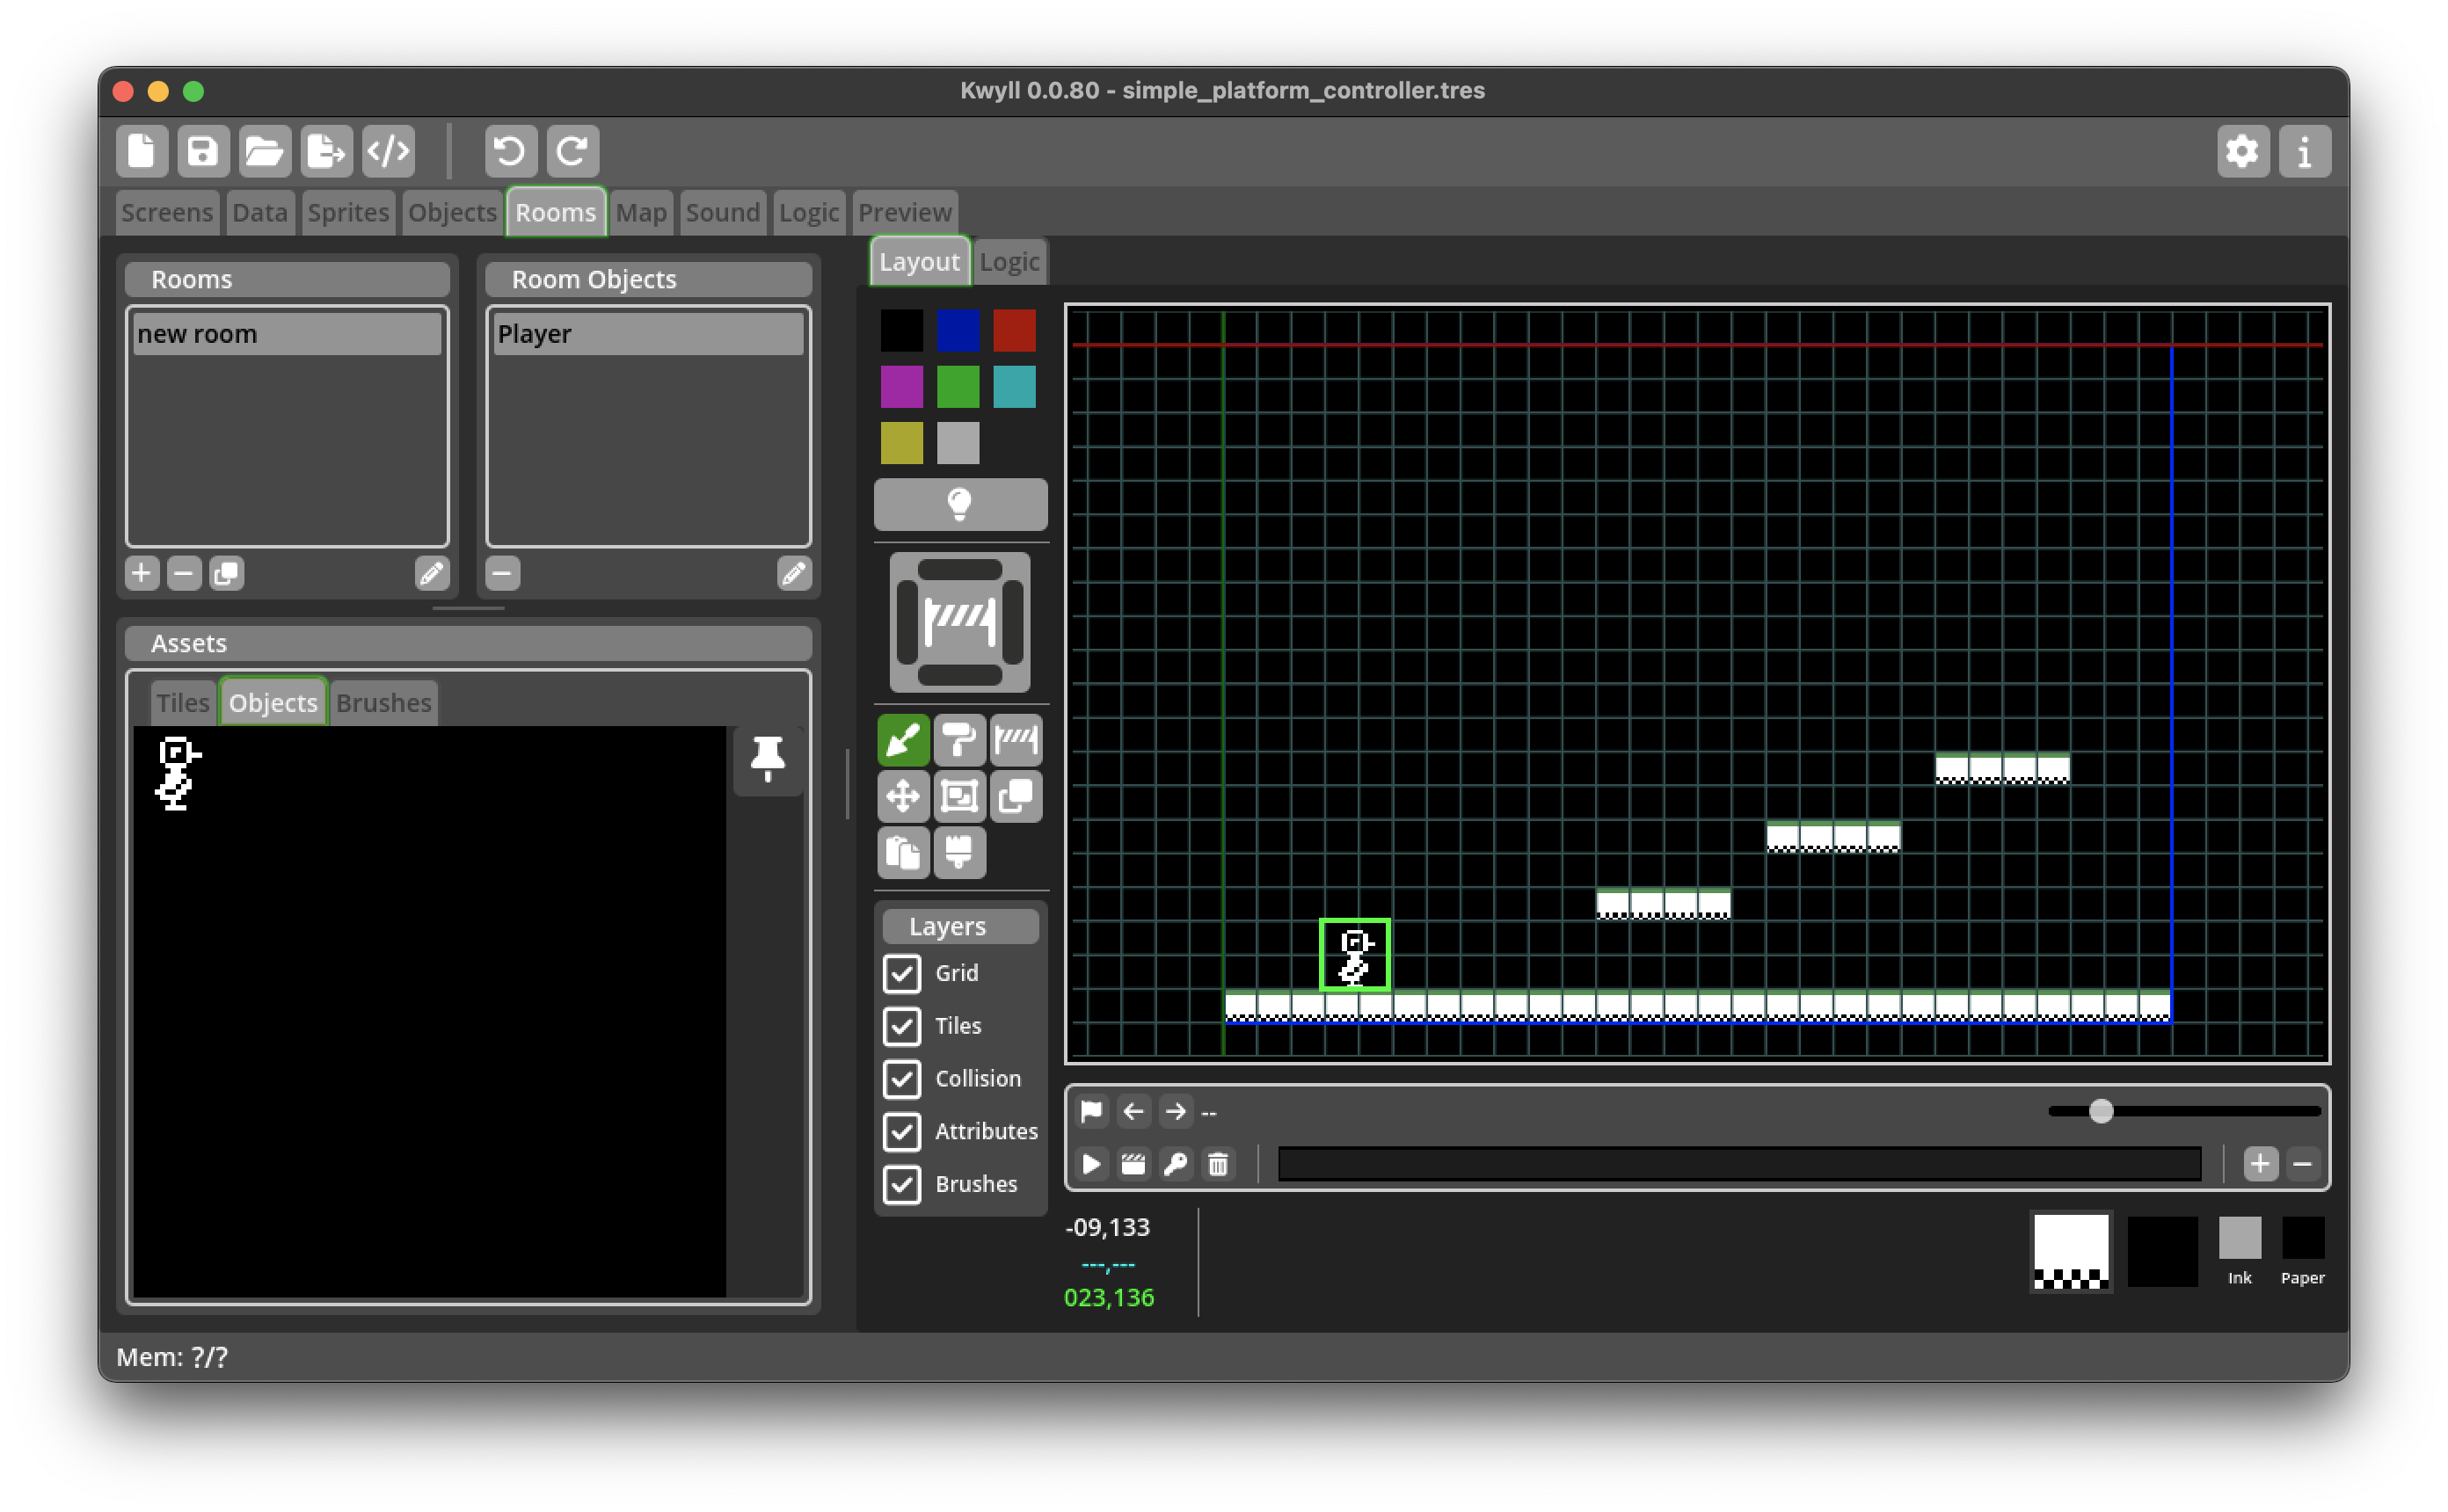 Kwyll 0.0.80 - simple_platform_controller.tres
Screens Data Sprites Objects Rooms Map Sound Logic Preview
Rooms
Room Objects
Layout Logic
new room
Player
Assets
Tiles Objects Brushes
Layers
Grid
Tiles
Collision
Attributes
Brushes
--
-09,133
---,---
023,136
Ink
Paper
Mem: ?/?